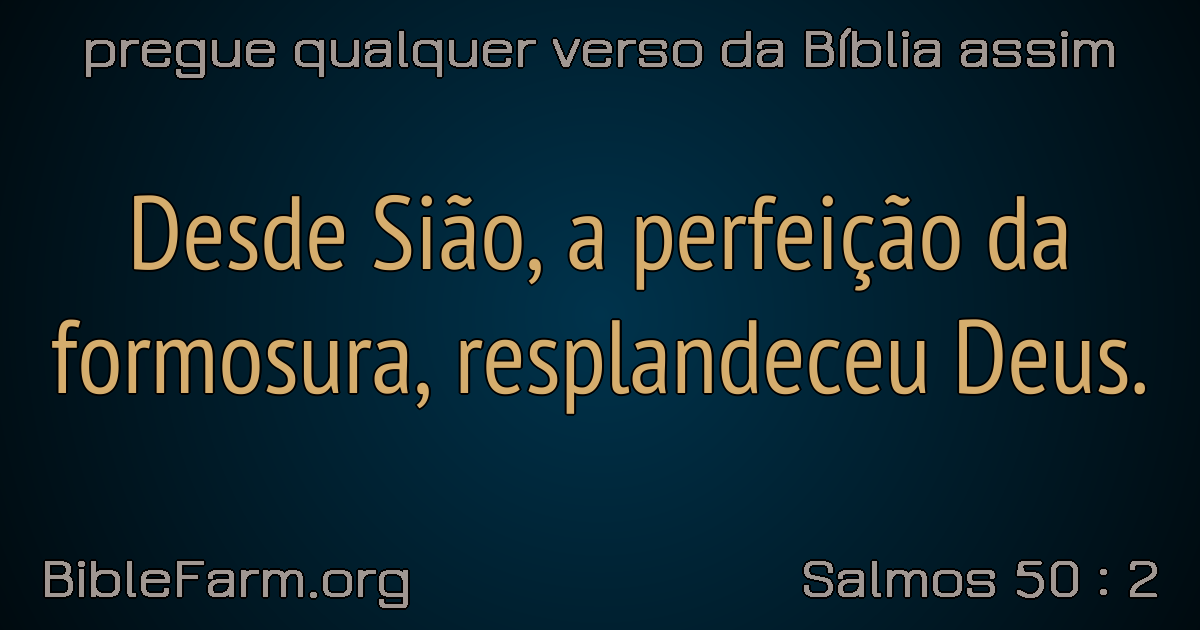 pregue qualquer verso da Bíblia assim
Desde Sião, a perfeição da
formosura, resplandeceu Deus.
BibleFarm.org
Salmos 50 : 2